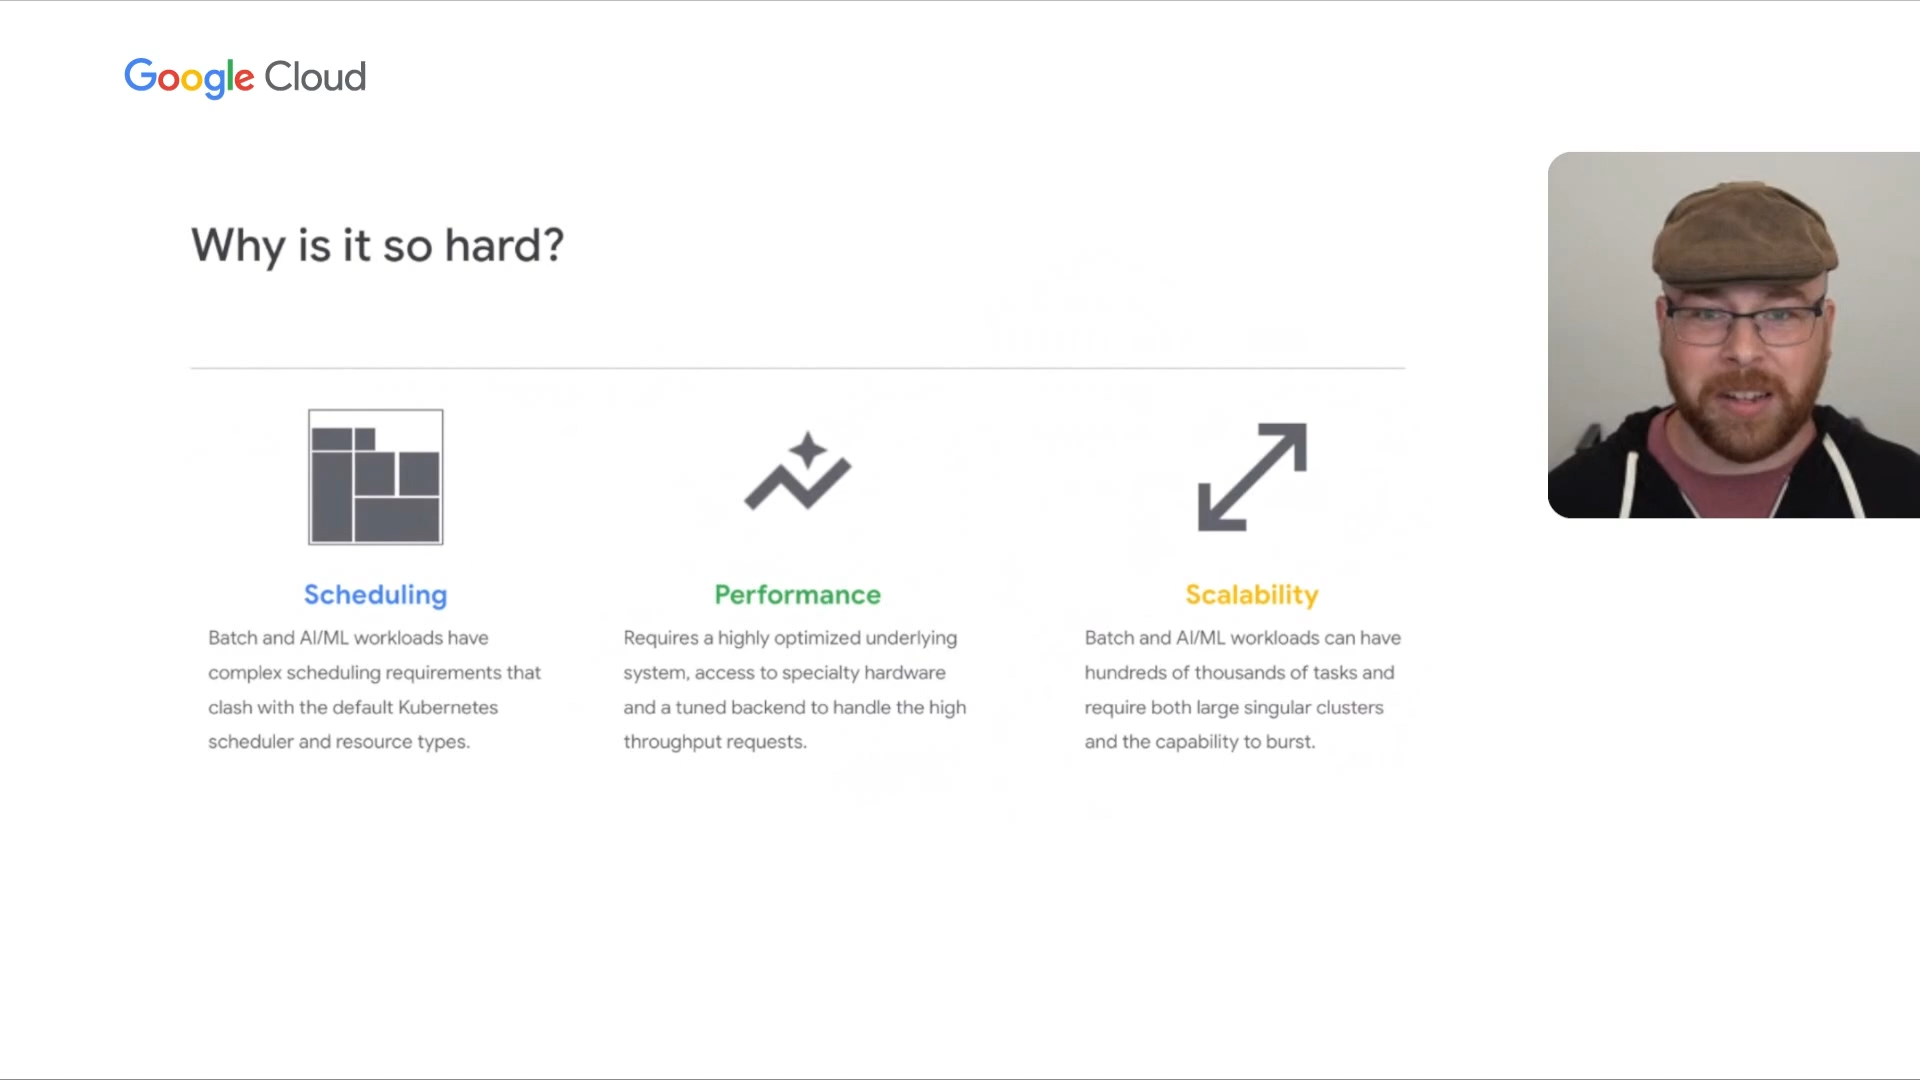 Google Cloud
Why is it so hard?
Scheduling
Batch and AI/ML workloads have
complex scheduling requirements that
clash with the default Kubernetes
scheduler and resource types.
Performance
Requires a highly optimized underlying
system, access to specialty hardware
and a tuned backend to handle the high
throughput requests.
Scalability
Batch and AI/ML workloads can have
hundreds of thousands of tasks and
require both large singular clusters
and the capability to burst.